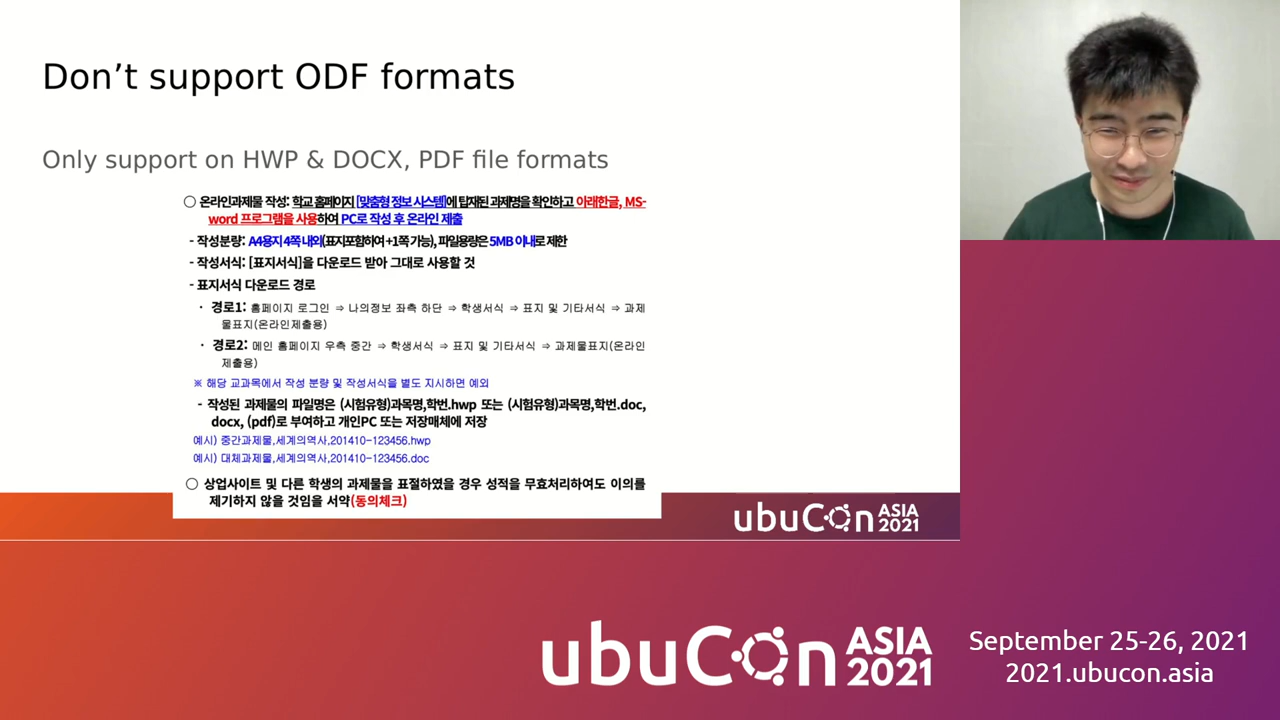 Don’t support ODF formats
Only support on HWP & DOCX, PDF file formats
○ 온라인과제물 작성: 학교 홈페이지 [맞춤형 정보 시스템]에 탑재된 과제명을 확인하고 아래한글, MS-
word 프로그램을 사용하여 PC로 작성 후 온라인 제출
- 작성분량: A4용지 4쪽 내외(표지포함하여 +1쪽 가능), 파일용량은 5MB 이내로 제한
- 작성서식: [표지서식]을 다운로드 받아 그대로 사용할 것
- 표지서식 다운로드 경로
· 경로1: 홈페이지 로그인 ⇒ 나의정보 좌측 하단 ⇒ 학생서식 ⇒ 표지 및 기타서식 ⇒ 과제
물표지(온라인제출용)
· 경로2: 메인 홈페이지 우측 중간 ⇒ 학생서식 ⇒ 표지 및 기타서식 ⇒ 과제물표지(온라인
제출용)
※ 해당 교과목에서 작성 분량 및 작성서식을 별도 지시하면 예외
- 작성된 과제물의 파일명은 (시험유형)과목명,학번.hwp 또는 (시험유형)과목명,학번.doc,
docx, (pdf)로 부여하고 개인PC 또는 저장매체에 저장
예시) 중간과제물,세계의역사,201410-123456.hwp
예시) 대체과제물,세계의역사,201410-123456.doc
○ 상업사이트 및 다른 학생의 과제물을 표절하였을 경우 성적을 무효처리하여도 이의를
제기하지 않을 것임을 서약(동의체크)
ubuCon ASIA 2021
ubuCon ASIA 2021
September 25-26, 2021
2021.ubucon.asia